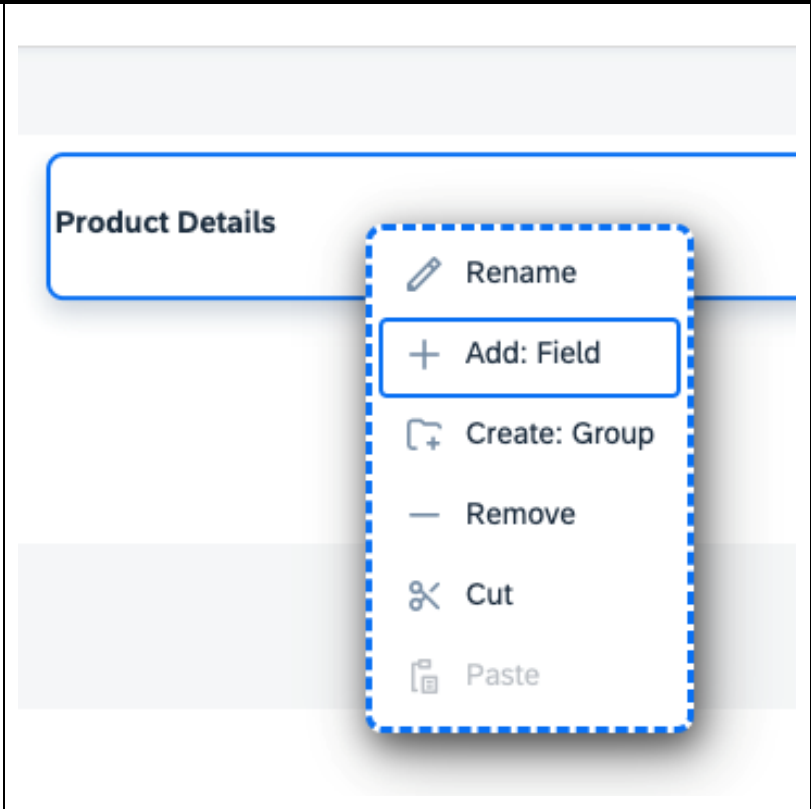 Product Details
Rename
Add: Field
Create: Group
Remove
Cut
Paste